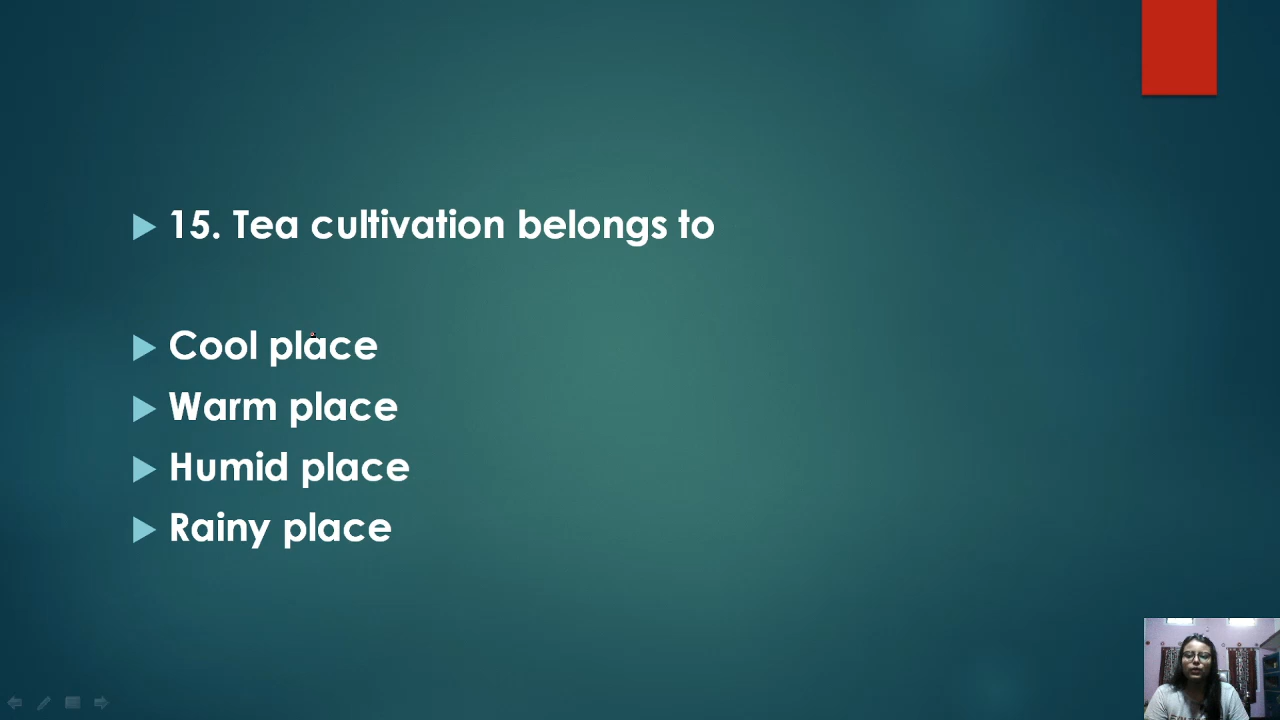 15. Tea cultivation belongs to
Cool place
Warm place
Humid place
Rainy place